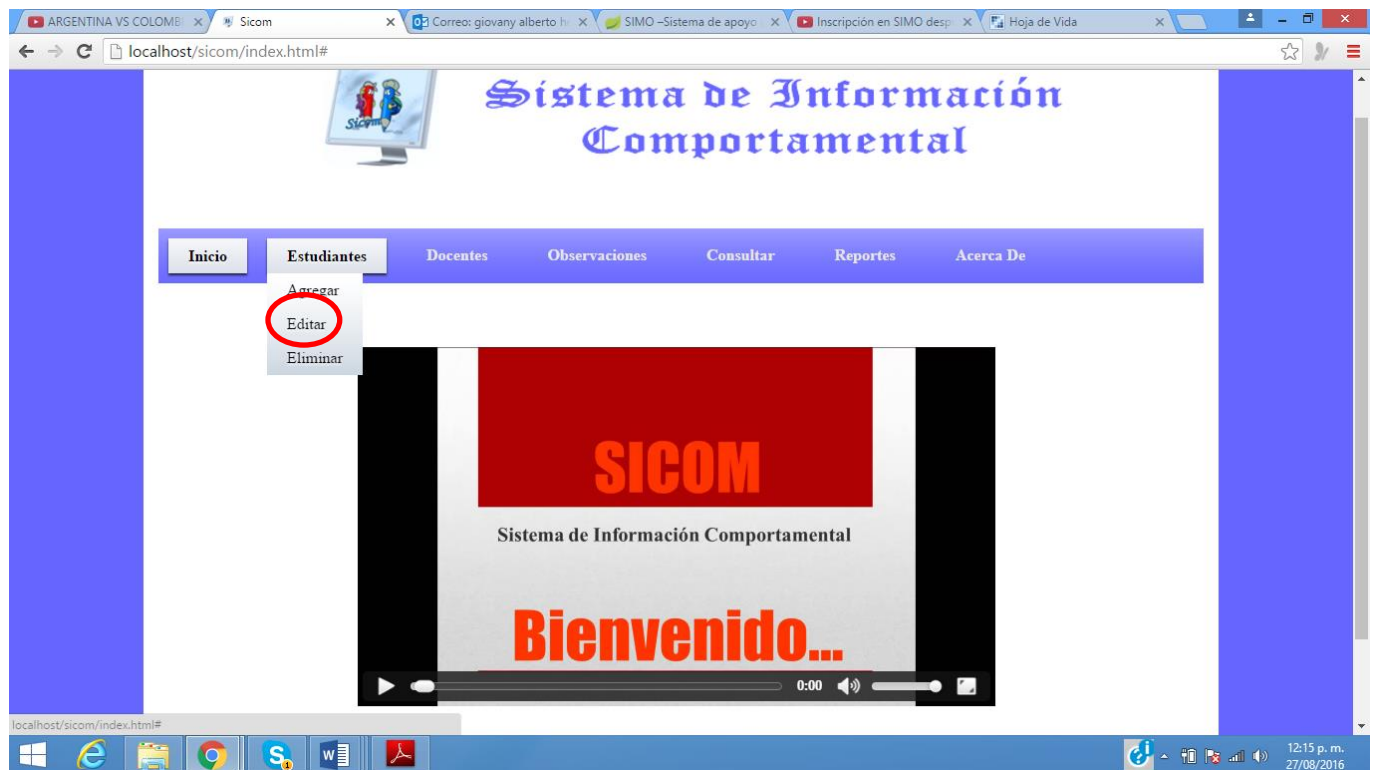 ARGENTINA VS COLOMBI
Sicom
Correo: giovany alberto h
SIMO –Sistema de apoyo
Inscripción en SIMO desp
Hoja de Vida
localhost/sicom/index.html#
Sicom
Sistema de Información
Comportamental
Inicio Estudiantes Docentes Observaciones Consultar Reportes Acerca De
Agregar
Editar
Eliminar
SICOM
Sistema de Información Comportamental
Bienvenido...
0:00
localhost/sicom/index.html#
12:15 p. m.
27/08/2016